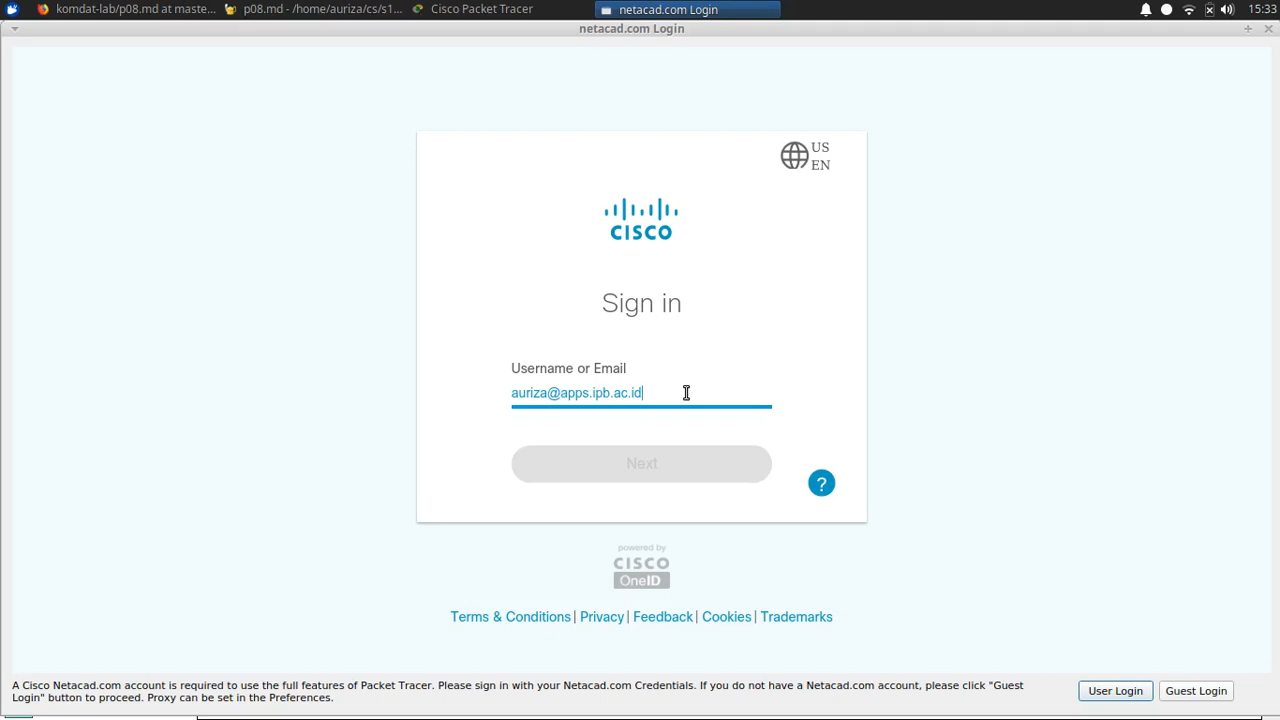 komdat-lab/p08.md at maste...
p08.md - /home/auriza/cs/s1...
Cisco Packet Tracer
netacad.com Login
15:33
netacad.com Login
US
EN
CISCO
Sign in
Username or Email
auriza@apps.ipb.ac.id
Next
?
powered by
CISCO
OneID
Terms & Conditions| Privacy| Feedback| Cookies| Trademarks
A Cisco Netacad.com account is required to use the full features of Packet Tracer. Please sign in with your Netacad.com Credentials. If you do not have a Netacad.com account, please click "Guest
Login" button to proceed. Proxy can be set in the Preferences.
User Login
Guest Login